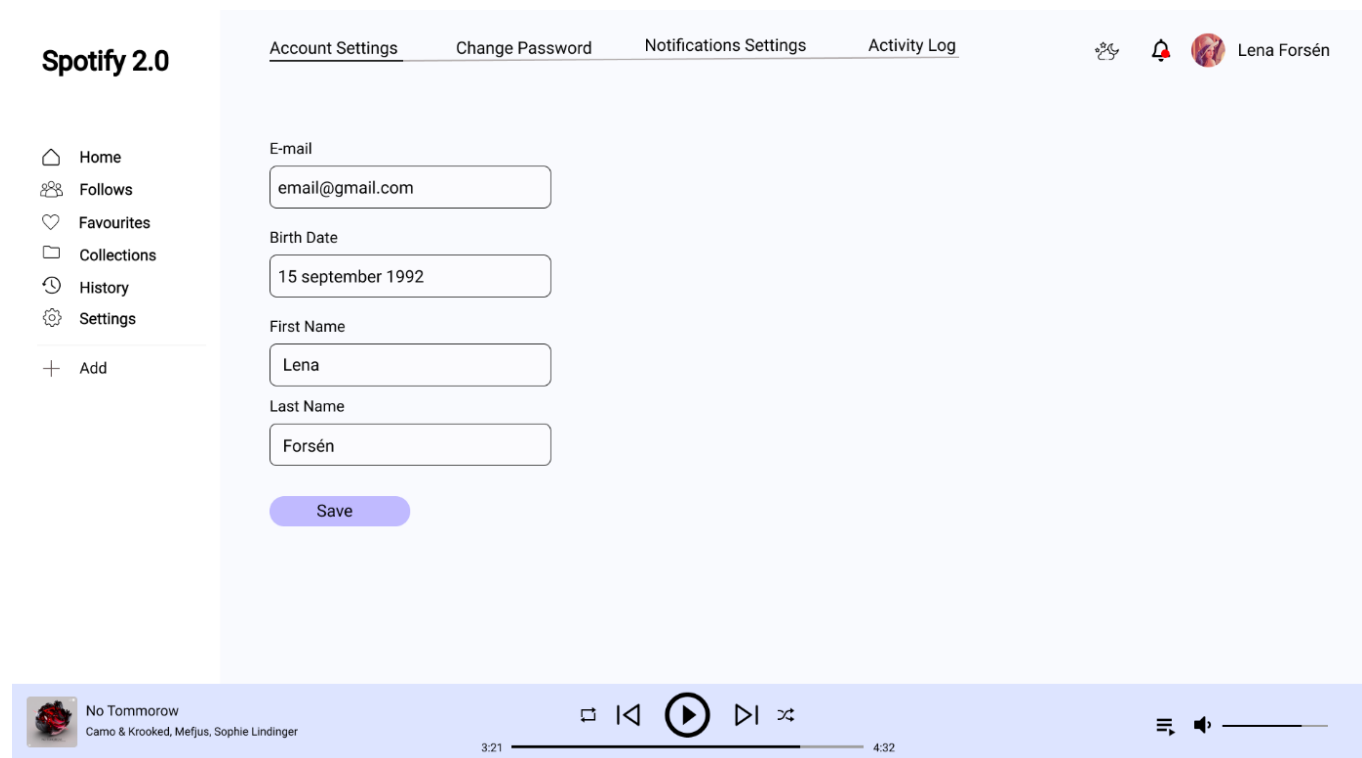 Spotify 2.0
Account Settings
Change Password
Notifications Settings
Activity Log
Lena Forsén
Home
Follows
Favourites
Collections
History
Settings
Add
E-mail
email@gmail.com
Birth Date
15 september 1992
First Name
Lena
Last Name
Forsén
Save
No Tommorow
Camo & Krooked, Mefjus, Sophie Lindinger
3:21
4:32